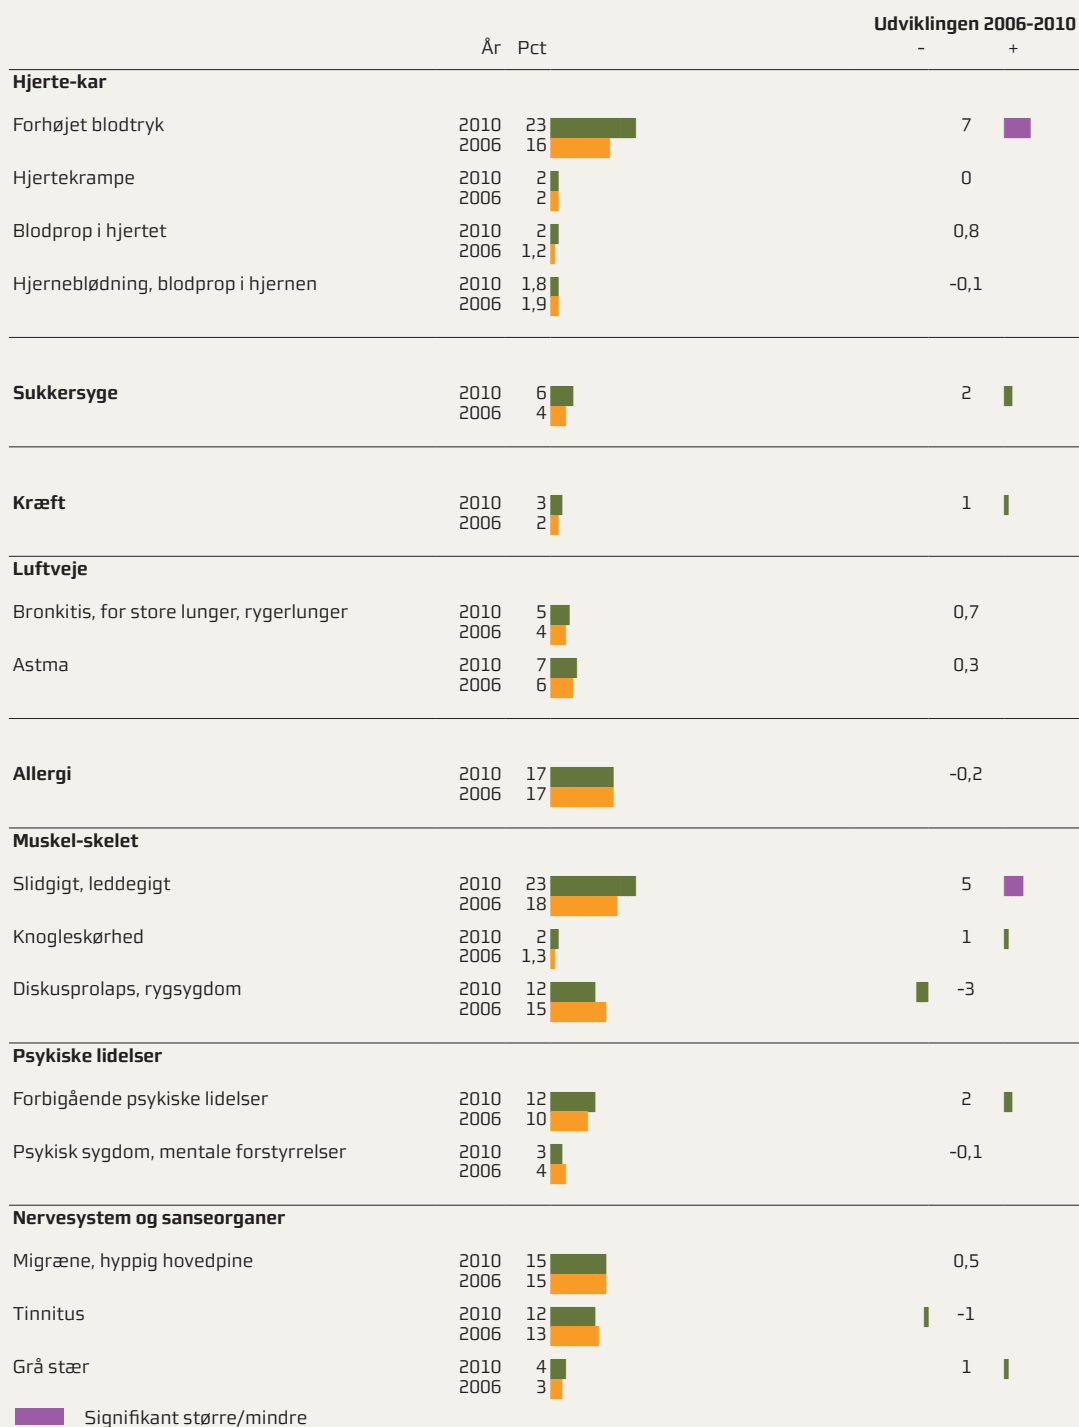 Udviklingen 2006-2010
År Pct - +
Hjerte-kar
Forhøjet blodtryk 2010 23 7
2006 16
Hjertekrampe 2010 2 0
2006 2
Blodprop i hjertet 2010 2 0,8
2006 1,2
Hjerneblødning, blodprop i hjernen 2010 1,8 -0,1
2006 1,9
Sukkersyge 2010 6 2
2006 4
Kræft 2010 3 1
2006 2
Luftveje
Bronkitis, for store lunger, rygerlunger 2010 5 0,7
2006 4
Astma 2010 7 0,3
2006 6
Allergi 2010 17 -0,2
2006 17
Muskel-skelet
Slidgigt, leddegigt 2010 23 5
2006 18
Knogleskørhed 2010 2 1
2006 1,3
Diskusprolaps, rygsygdom 2010 12 -3
2006 15
Psykiske lidelser
Forbigående psykiske lidelser 2010 12 2
2006 10
Psykisk sygdom, mentale forstyrrelser 2010 3 -0,1
2006 4
Nervesystem og sanseorganer
Migræne, hyppig hovedpine 2010 15 0,5
2006 15
Tinnitus 2010 12 -1
2006 13
Grå stær 2010 4 1
2006 3
Signifikant større/mindre